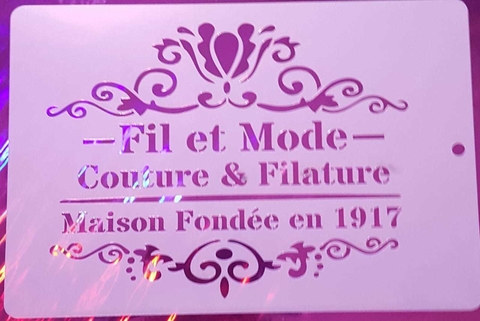 —Fil et Mode—
Couture & Filature
Maison Fondée en 1917